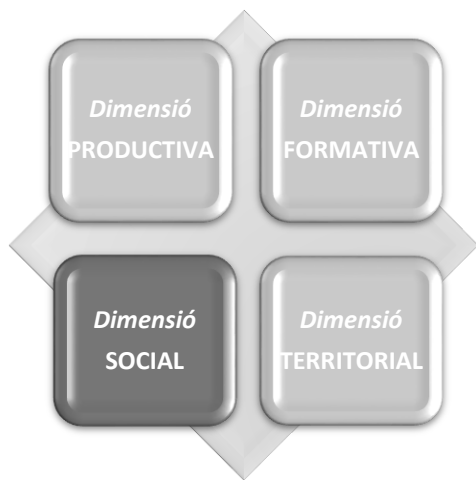 Dimensió
PRODUCTIVA
Dimensió
FORMATIVA
Dimensió
SOCIAL
Dimensió
TERRITORIAL